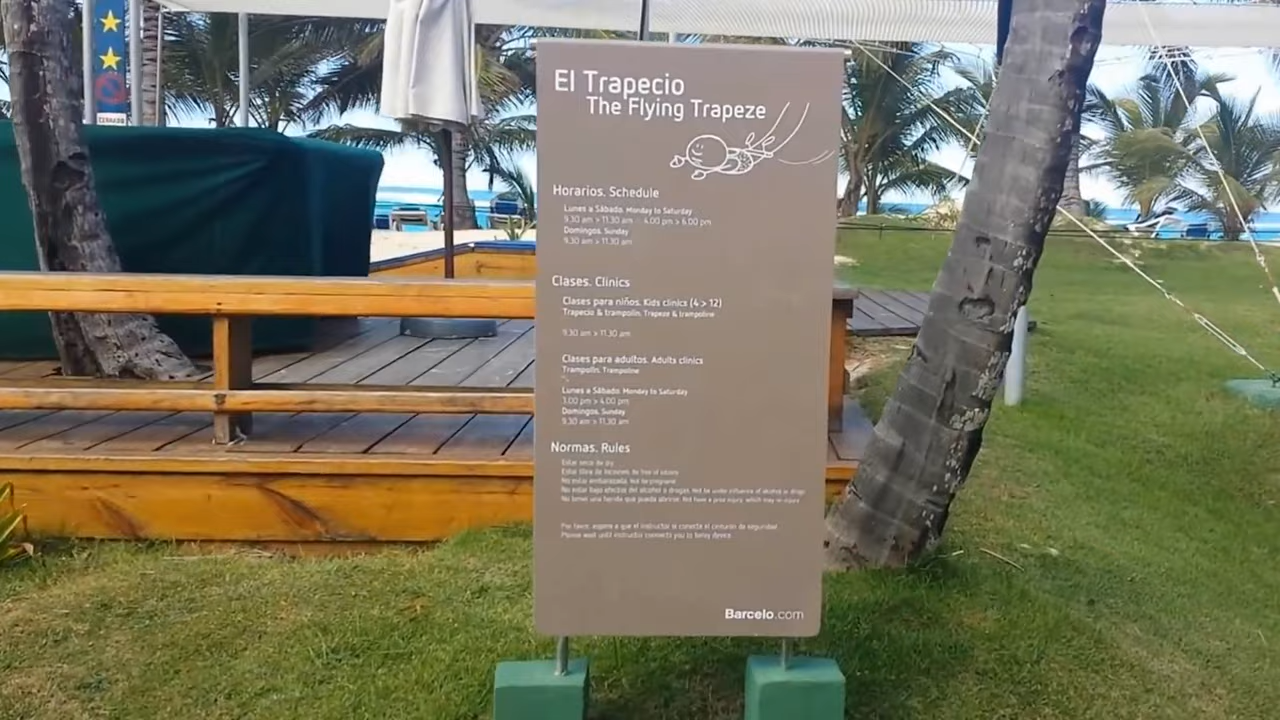 CERRADO
El Trapecio
The Flying Trapeze
Horarios. Schedule
Lunes a Sábado. Monday to Saturday
9.30 am > 11.30 am - 4.00 pm > 6.00 pm
Domingos. Sunday
9.30 am > 11.30 am
Clases. Clinics
Clases para niños. Kids clinics (4 > 12)
Trapecio & trampolín. Trapeze & trampoline
9.30 am > 11.30 am
Clases para adultos. Adults clinics
Trampolín. Trampoline
Lunes a Sábado. Monday to Saturday
3.00 pm > 4.00 pm
Domingos. Sunday
9.30 am > 11.30 am
Normas. Rules
Estar seco. Be dry
Estar libre de lociones. Be free of lotions
No estar embarazada. Not be pregnant
No estar bajo efectos del alcohol o drogas. Not be under influence of alcohol or drugs
No tener una herida que pueda abrirse. Not have a prior injury, which may re-injure
Por favor, espere a que el instructor le conecte el cinturón de seguridad
Please wait until instructor connects you to belay device
Barcelo.com